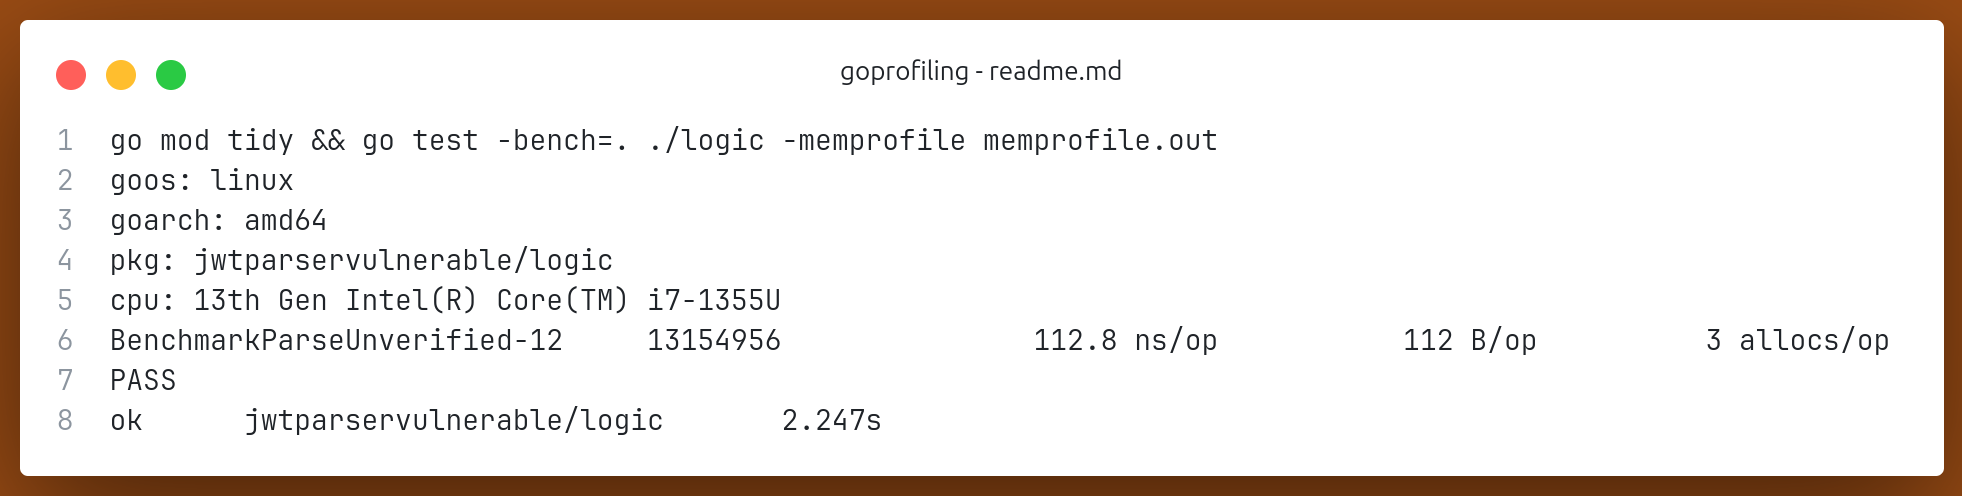 goprofiling - readme.md
1 go mod tidy && go test -bench=. ./logic -memprofile memprofile.out
2 goos: linux
3 goarch: amd64
4 pkg: jwtparservulnerable/logic
5 cpu: 13th Gen Intel(R) Core(TM) i7-1355U
6 BenchmarkParseUnverified-12     13154956               112.8 ns/op           112 B/op          3 allocs/op
7 PASS
8 ok      jwtparservulnerable/logic       2.247s